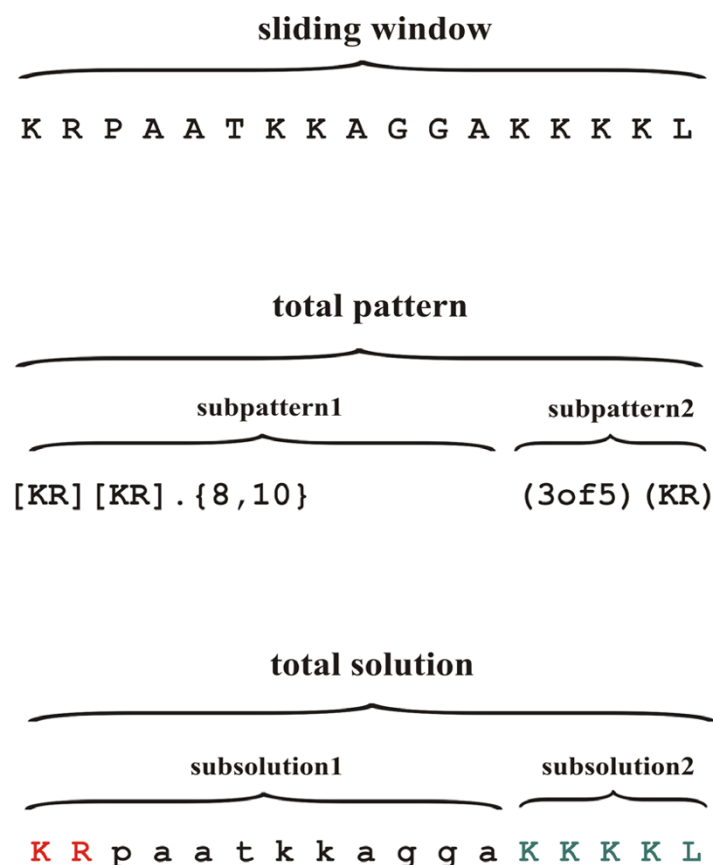 sliding window
K R P A A T K K A G G A K K K K L
total pattern
subpattern1 subpattern2
[KR][KR].{8,10} (3of5)(KR)
total solution
subsolution1 subsolution2
K R p a a t k k a g g a K K K K L